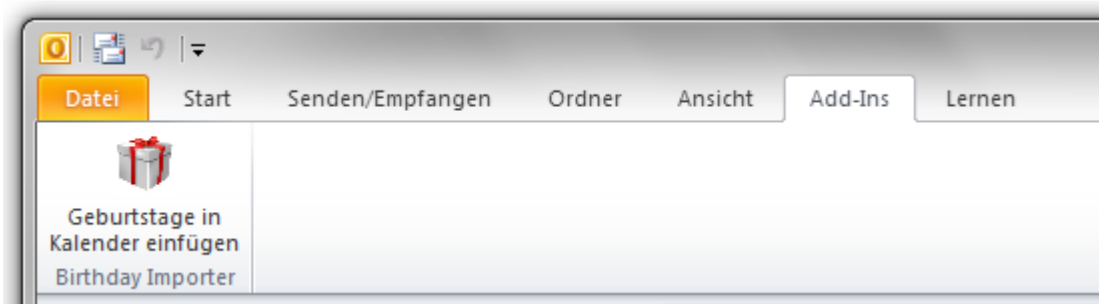 Datei Start Senden/Empfangen Ordner Ansicht Add-Ins Lernen
Geburtstage in
Kalender einfügen
Birthday Importer